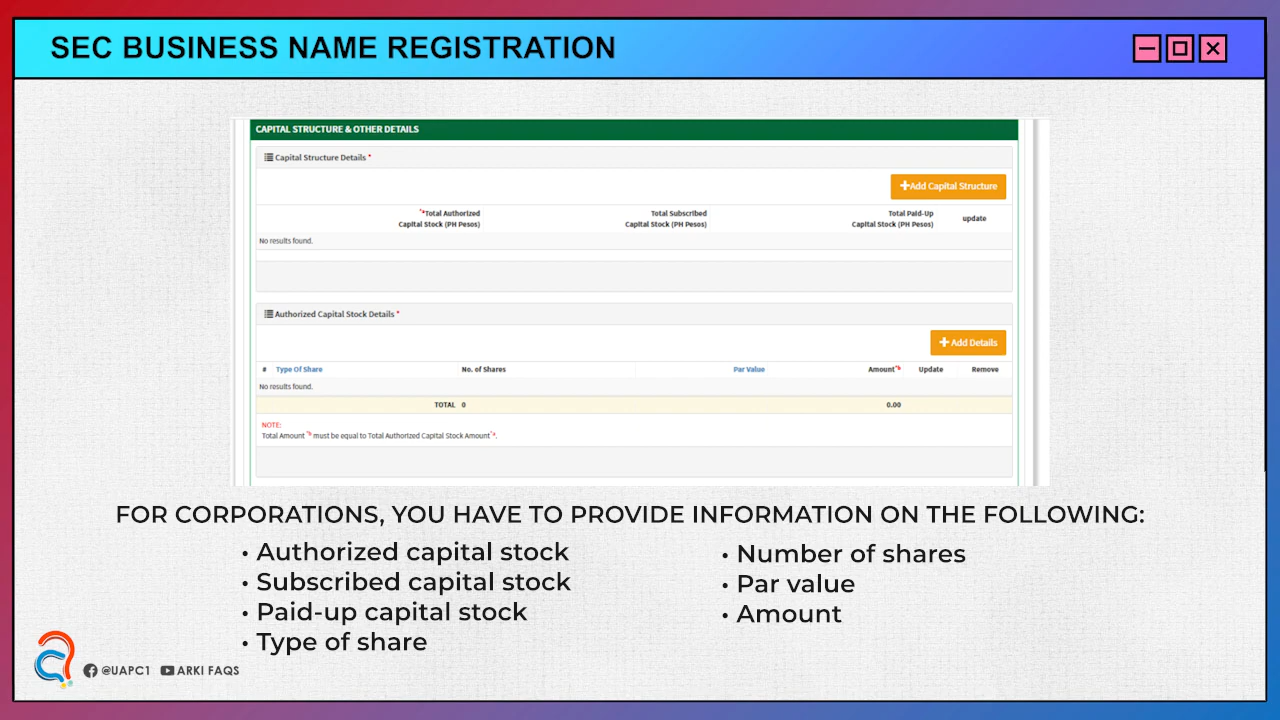 SEC BUSINESS NAME REGISTRATION
CAPITAL STRUCTURE & OTHER DETAILS
Capital Structure Details *
+Add Capital Structure
*a Total Authorized Capital Stock (PH Pesos)
Total Subscribed Capital Stock (PH Pesos)
Total Paid-Up Capital Stock (PH Pesos)
update
No results found.
Authorized Capital Stock Details *
+ Add Details
# Type Of Share No. of Shares Par Value Amount*b Update Remove
No results found.
TOTAL 0 0.00
NOTE:
Total Amount *b must be equal to Total Authorized Capital Stock Amount*a.
FOR CORPORATIONS, YOU HAVE TO PROVIDE INFORMATION ON THE FOLLOWING:
• Authorized capital stock
• Subscribed capital stock
• Paid-up capital stock
• Type of share
• Number of shares
• Par value
• Amount
@UAPC1 ARKI FAQS